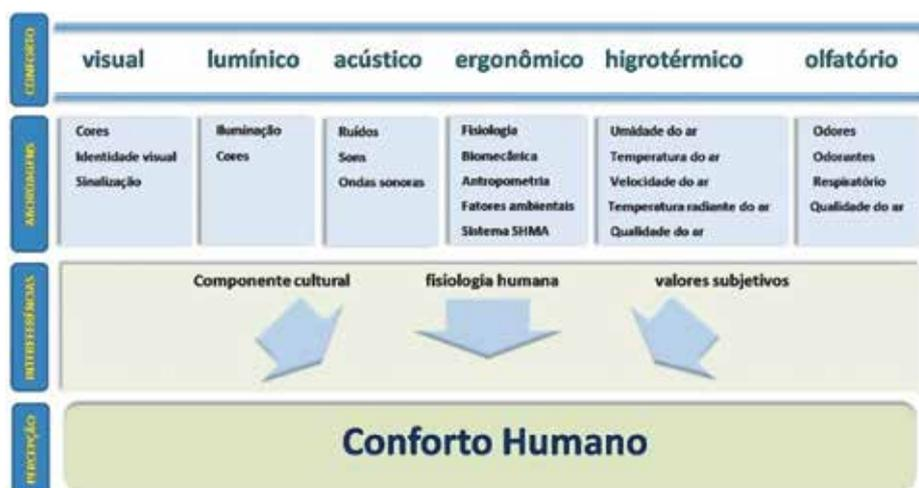 CONFORTO
visual lumínico acústico ergonômico higrotérmico olfatório
ABORDAGENS
Cores
Identidade visual
Sinalização
Iluminação
Cores
Ruídos
Sons
Ondas sonoras
Fisiologia
Biomecânica
Antropometria
Fatores ambientais
Sistema SHMA
Umidade do ar
Temperatura do ar
Velocidade do ar
Temperatura radiante do ar
Qualidade do ar
Odores
Odorantes
Respiratório
Qualidade do ar
INTERFERÊNCIAS
Componente cultural fisiologia humana valores subjetivos
PERCEPÇÃO
Conforto Humano